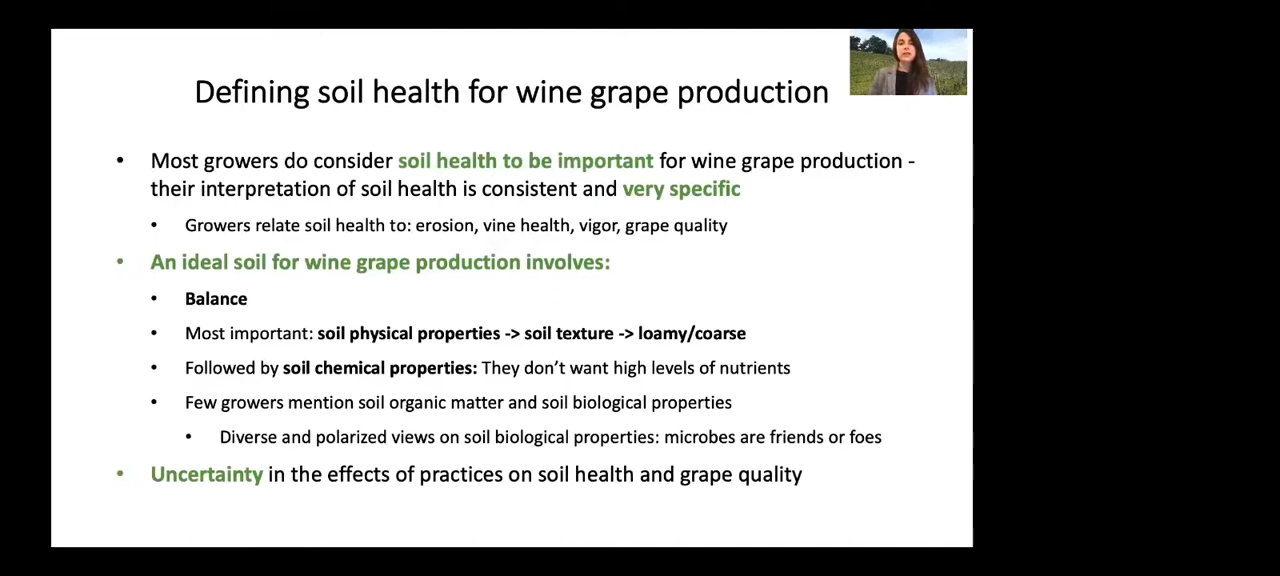 Defining soil health for wine grape production
• Most growers do consider soil health to be important for wine grape production -
their interpretation of soil health is consistent and very specific
• Growers relate soil health to: erosion, vine health, vigor, grape quality
• An ideal soil for wine grape production involves:
• Balance
• Most important: soil physical properties -> soil texture -> loamy/coarse
• Followed by soil chemical properties: They don't want high levels of nutrients
• Few growers mention soil organic matter and soil biological properties
• Diverse and polarized views on soil biological properties: microbes are friends or foes
• Uncertainty in the effects of practices on soil health and grape quality